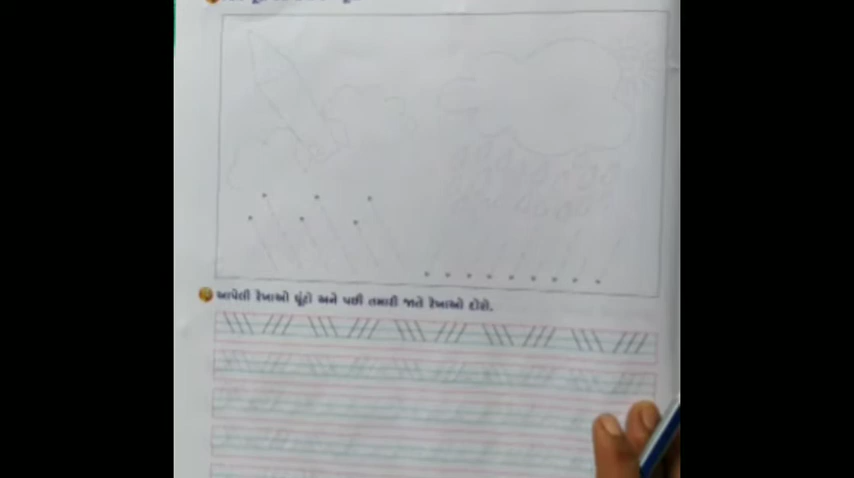 આપેલી રેખાઓ ઘૂંટો અને પછી તમારી જાતે રેખાઓ દોરો.